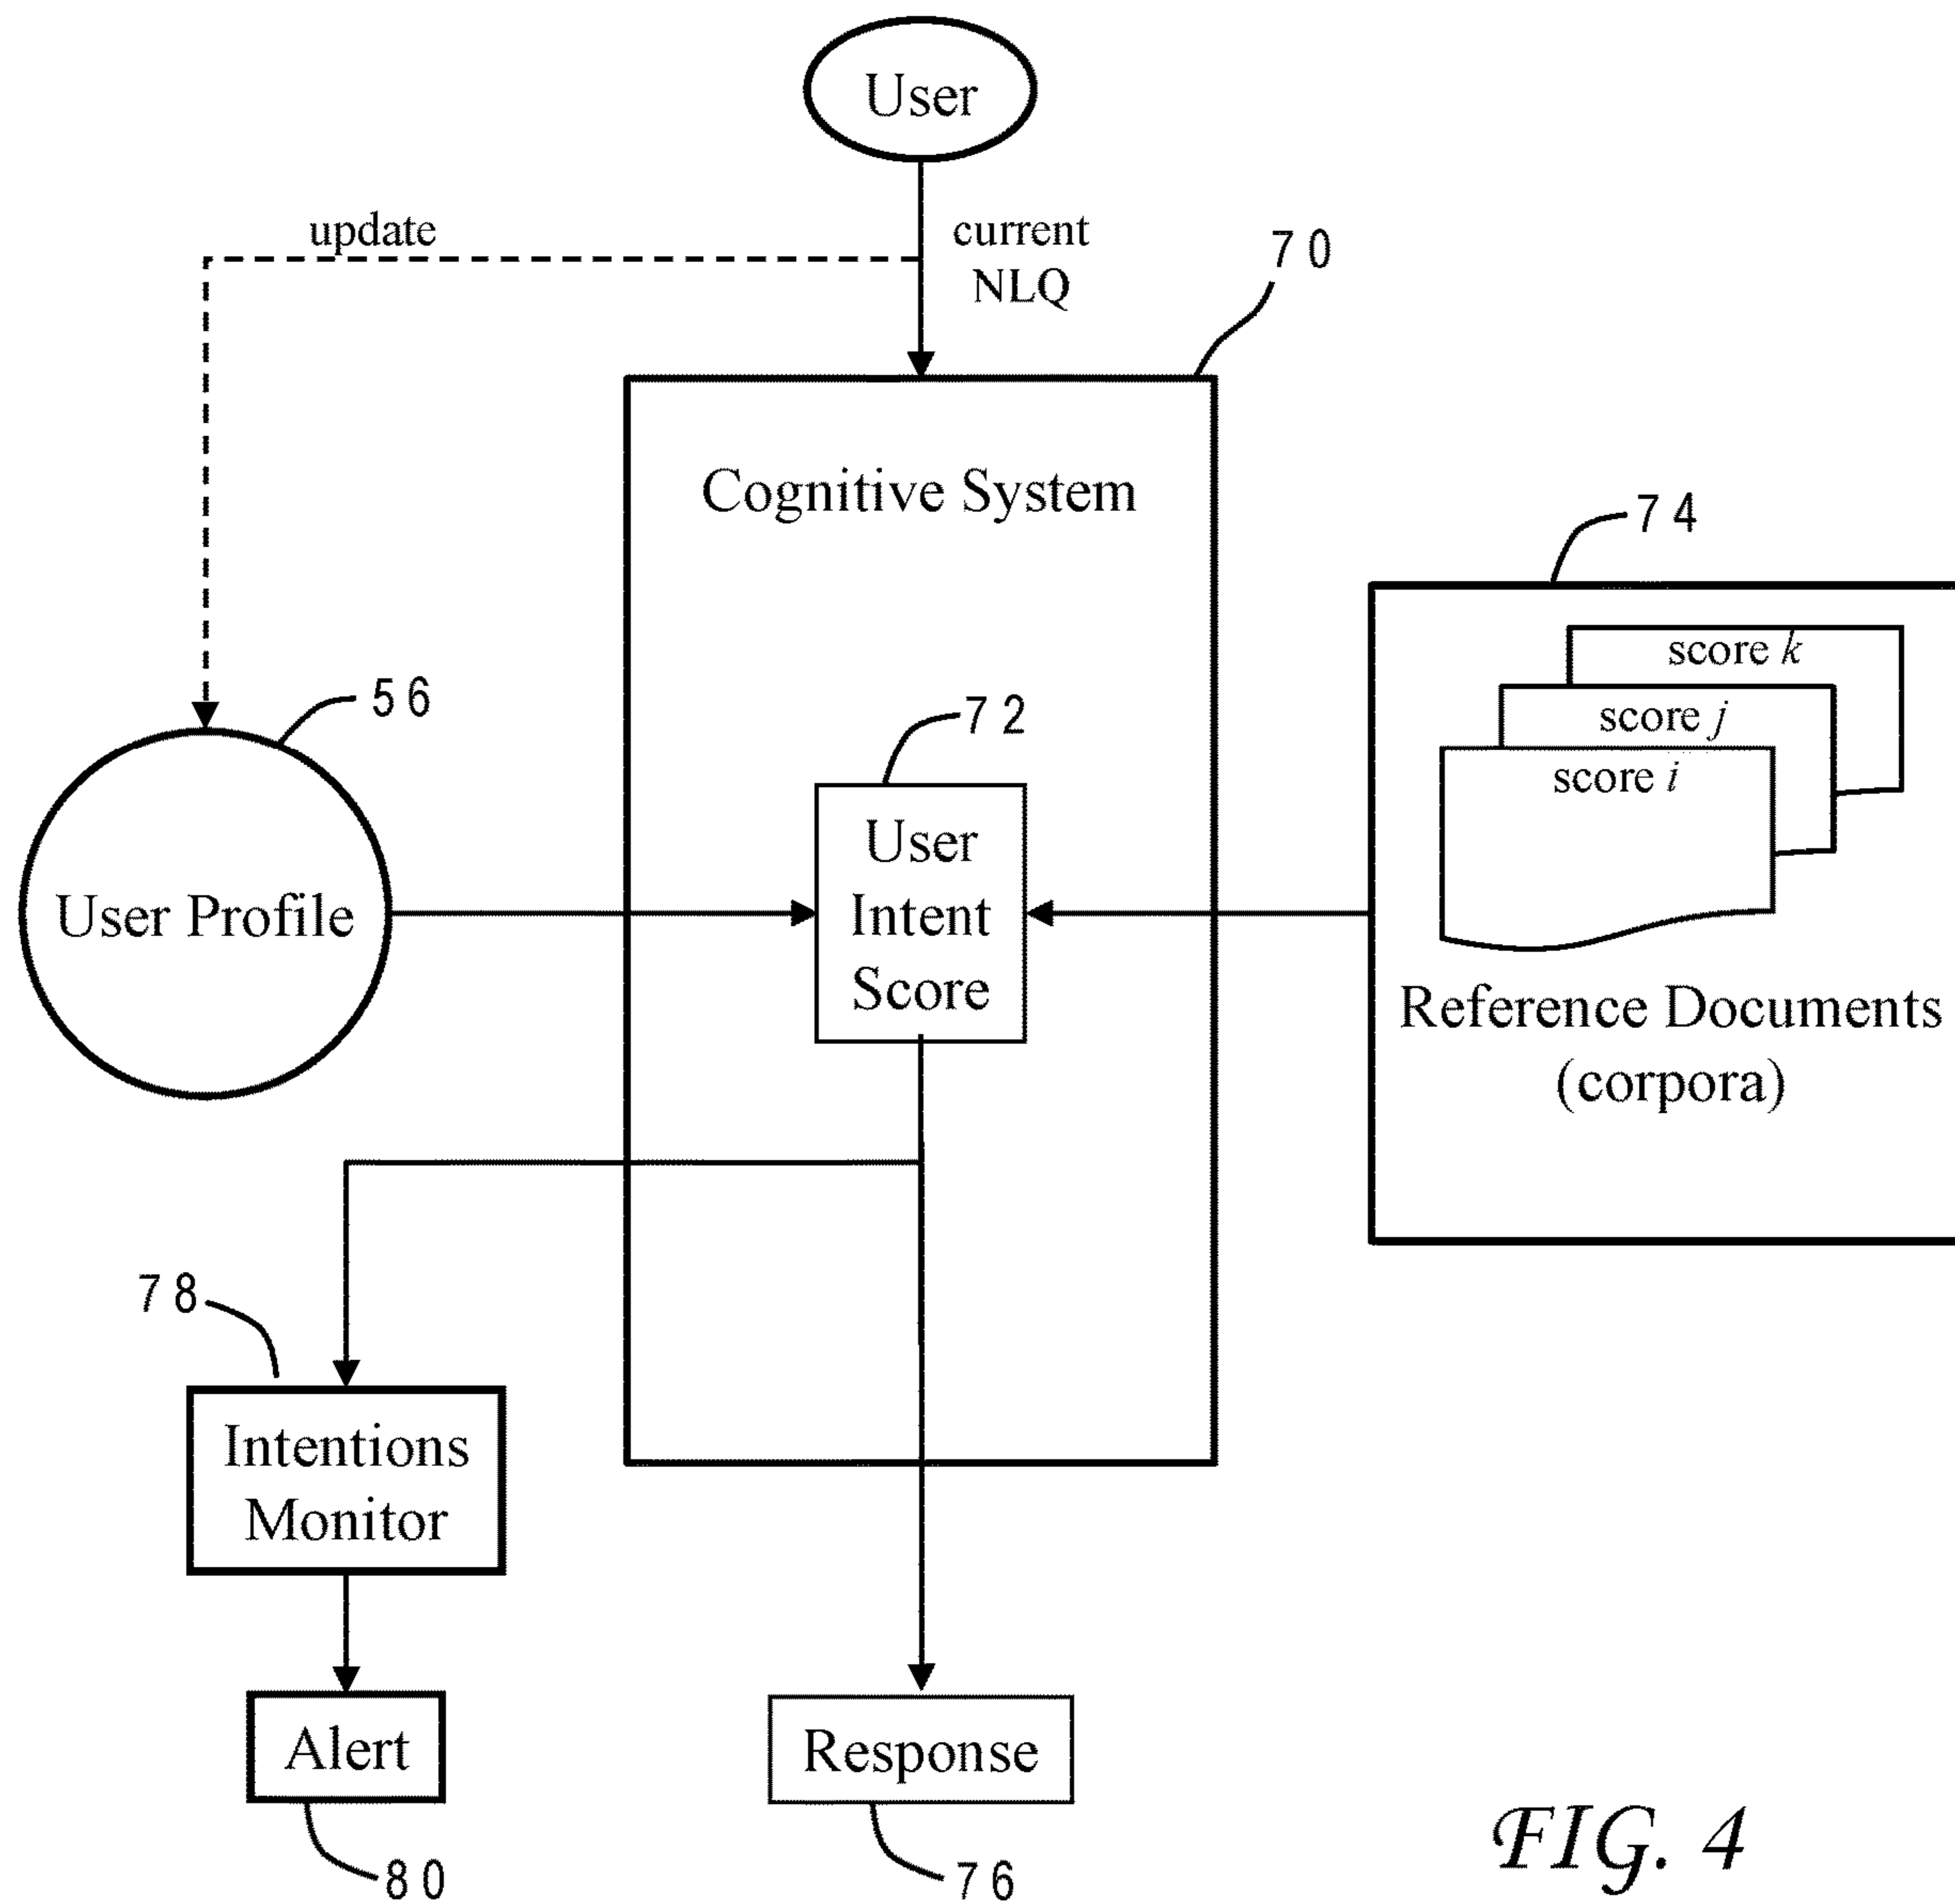 User
update
current
NLQ
70
Cognitive System
74
score k
score j
score i
56
72
User
Intent
Score
User Profile
Reference Documents
(corpora)
78
Intentions
Monitor
Alert
Response
80
76
FIG. 4